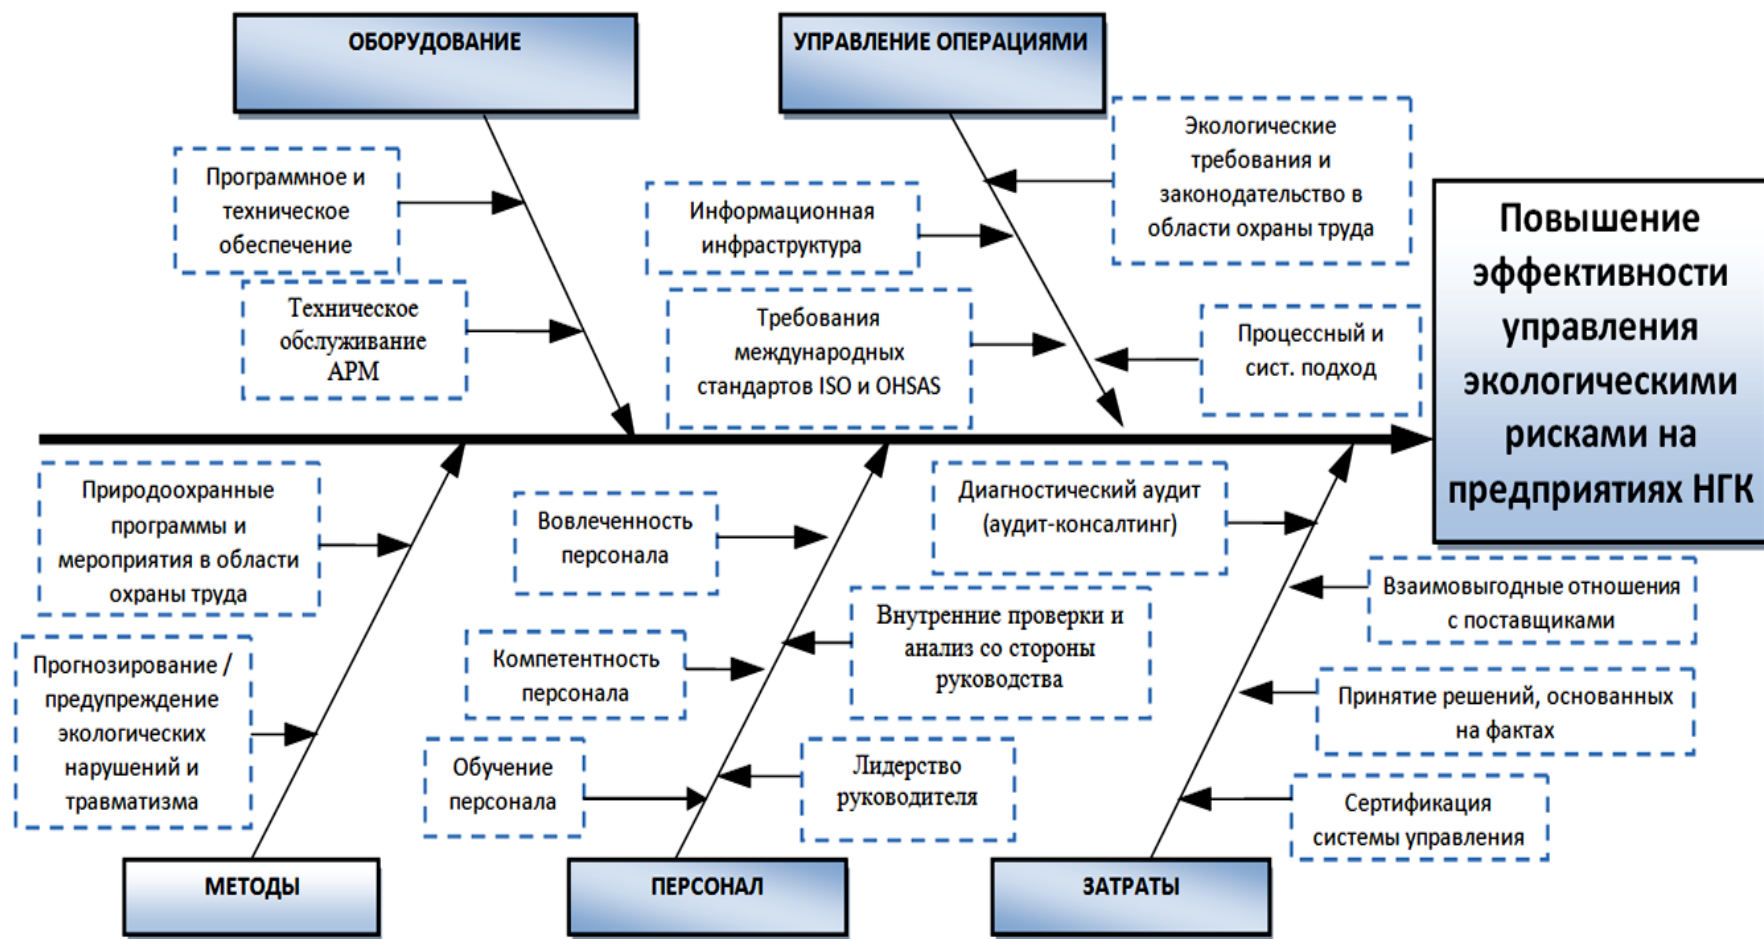 ОБОРУДОВАНИЕ
УПРАВЛЕНИЕ ОПЕРАЦИЯМИ
Программное и
техническое
обеспечение
Техническое
обслуживание
АРМ
Информационная
инфраструктура
Требования
международных
стандартов ISO и OHSAS
Экологические
требования и
законодательство в
области охраны труда
Процессный и
сист. подход
Повышение
эффективности
управления
экологическими
рисками на
предприятиях НГК
Природоохранные
программы и
мероприятия в области
охраны труда
Прогнозирование /
предупреждение
экологических
нарушений и
травматизма
Вовлеченность
персонала
Компетентность
персонала
Обучение
персонала
Внутренние проверки и
анализ со стороны
руководства
Лидерство
руководителя
Диагностический аудит
(аудит-консалтинг)
Взаимовыгодные отношения
с поставщиками
Принятие решений, основанных
на фактах
Сертификация
системы управления
МЕТОДЫ
ПЕРСОНАЛ
ЗАТРАТЫ